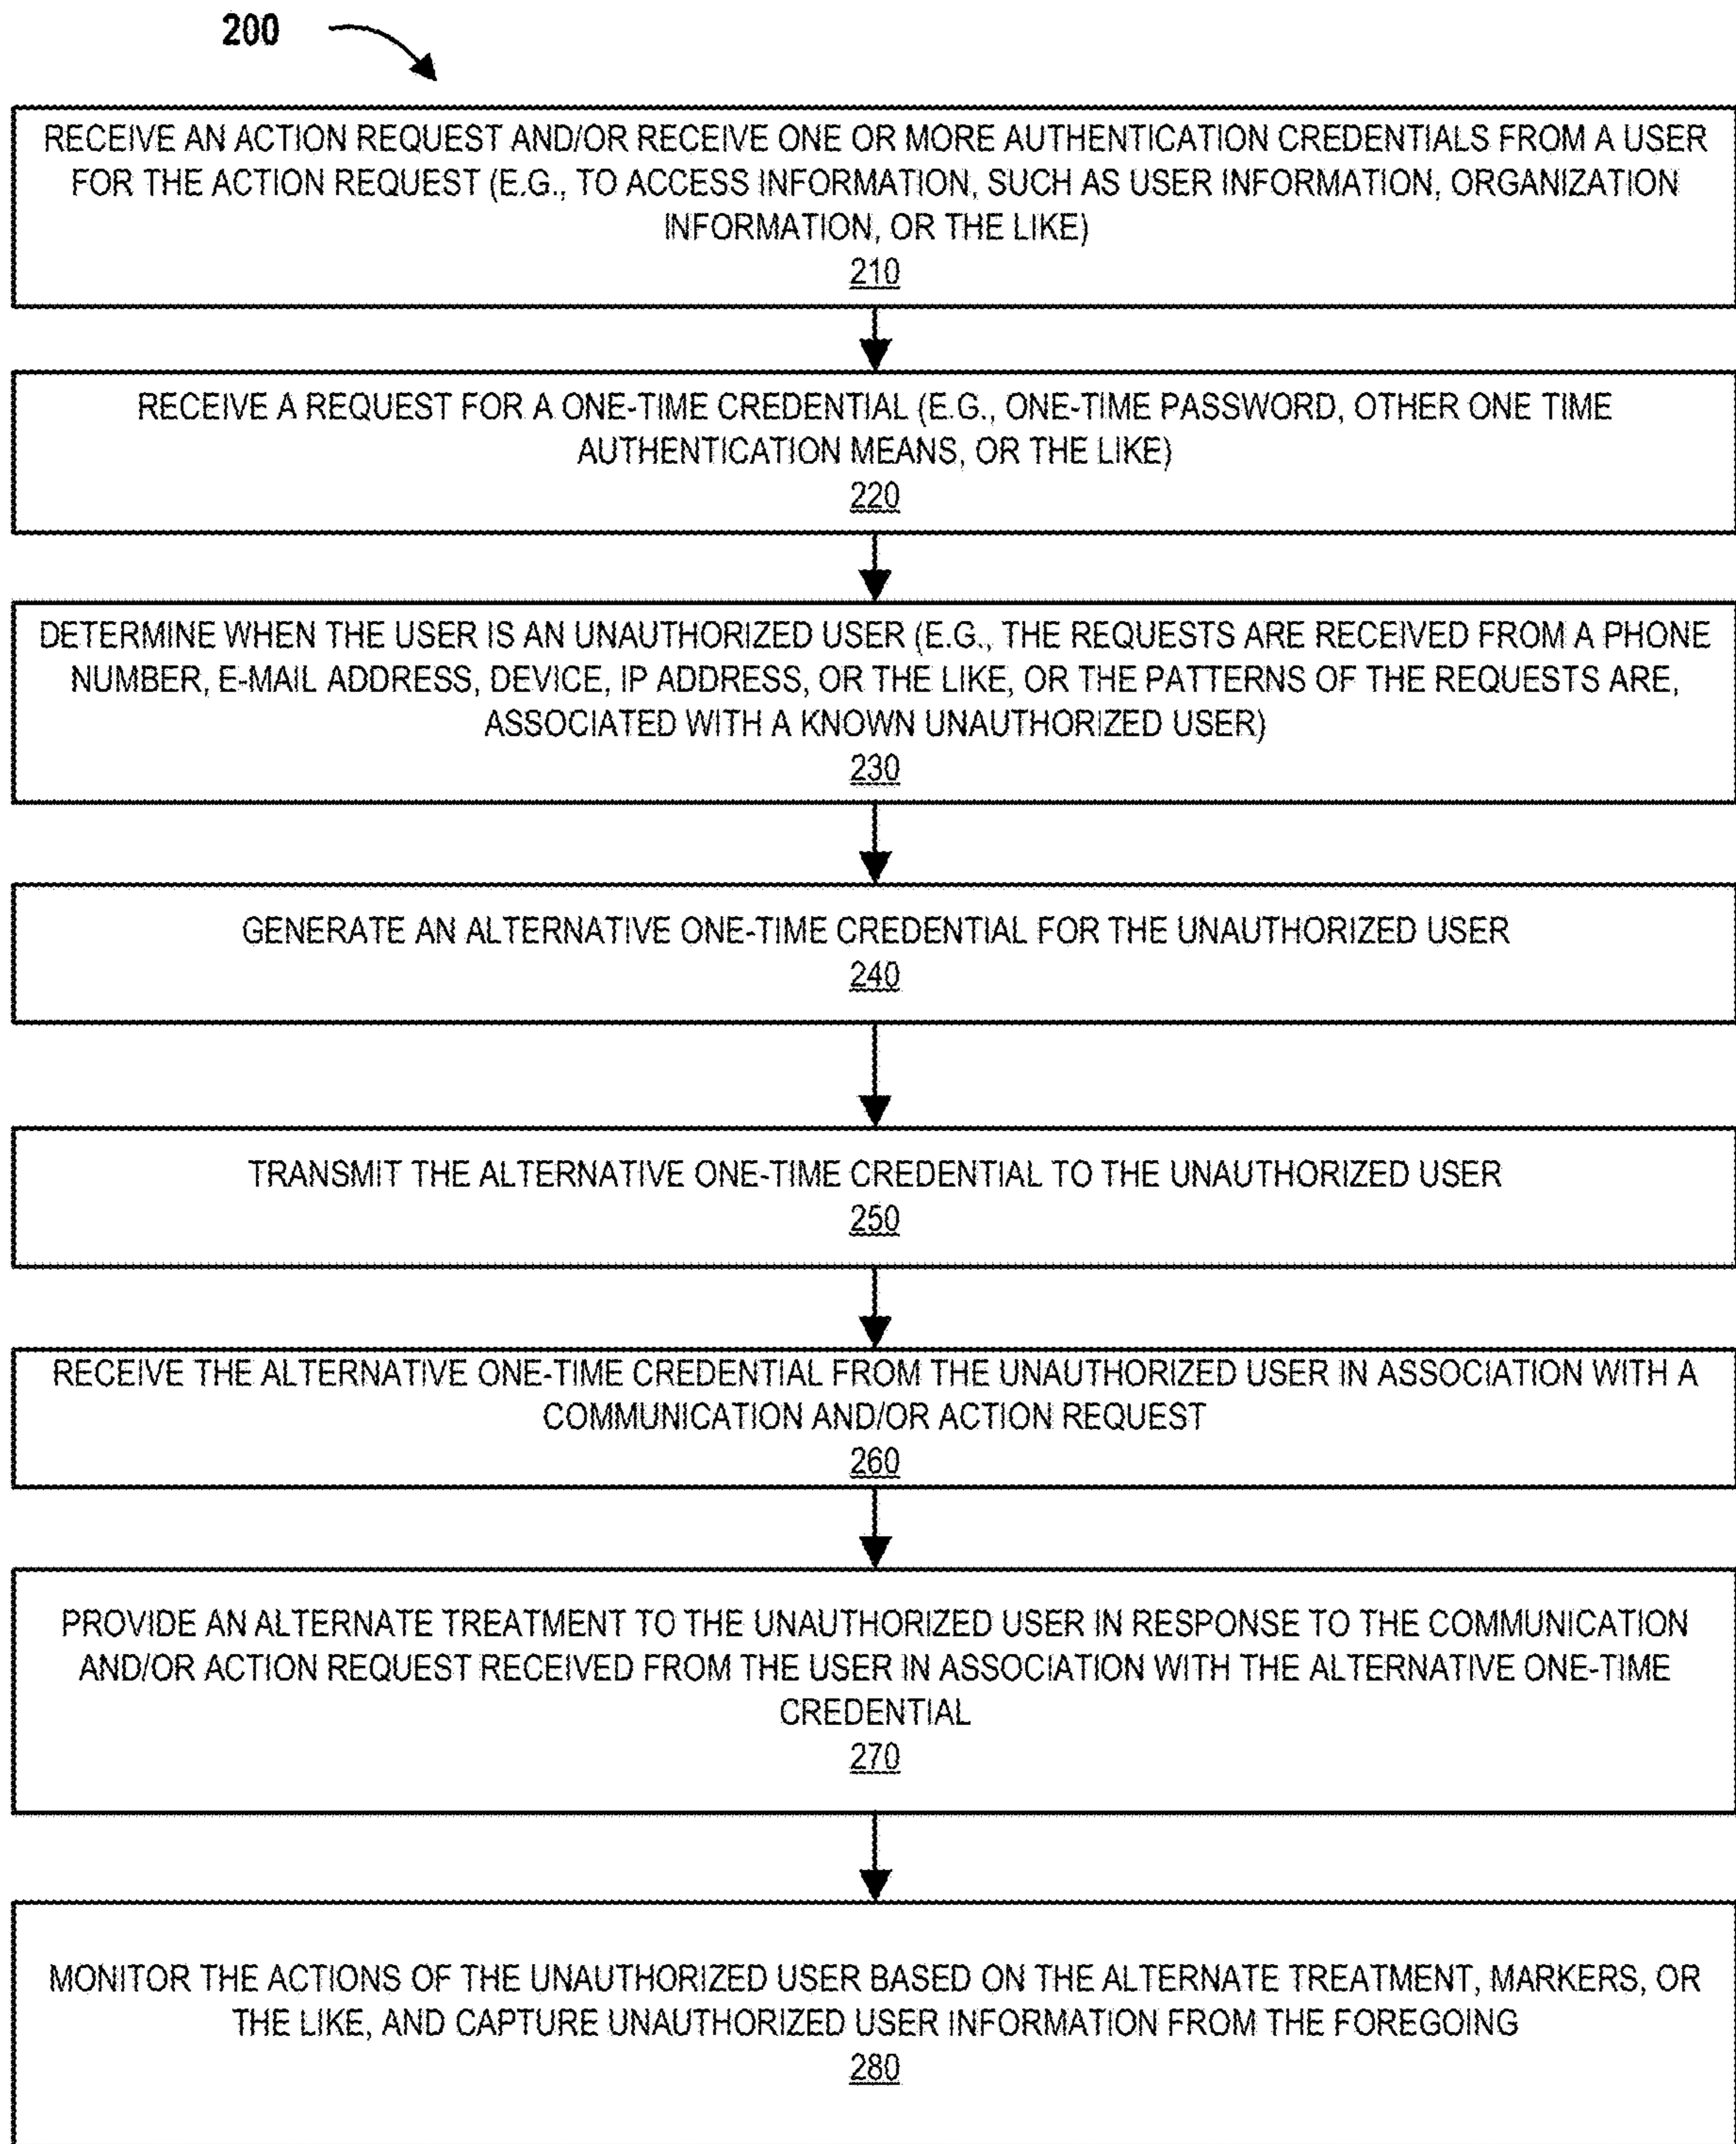 200
RECEIVE AN ACTION REQUEST AND/OR RECEIVE ONE OR MORE AUTHENTICATION CREDENTIALS FROM A USER
FOR THE ACTION REQUEST (E.G., TO ACCESS INFORMATION, SUCH AS USER INFORMATION, ORGANIZATION
INFORMATION, OR THE LIKE)
210
RECEIVE A REQUEST FOR A ONE-TIME CREDENTIAL (E.G., ONE-TIME PASSWORD, OTHER ONE TIME
AUTHENTICATION MEANS, OR THE LIKE)
220
DETERMINE WHEN THE USER IS AN UNAUTHORIZED USER (E.G., THE REQUESTS ARE RECEIVED FROM A PHONE
NUMBER, E-MAIL ADDRESS, DEVICE, IP ADDRESS, OR THE LIKE, OR THE PATTERNS OF THE REQUESTS ARE,
ASSOCIATED WITH A KNOWN UNAUTHORIZED USER)
230
GENERATE AN ALTERNATIVE ONE-TIME CREDENTIAL FOR THE UNAUTHORIZED USER
240
TRANSMIT THE ALTERNATIVE ONE-TIME CREDENTIAL TO THE UNAUTHORIZED USER
250
RECEIVE THE ALTERNATIVE ONE-TIME CREDENTIAL FROM THE UNAUTHORIZED USER IN ASSOCIATION WITH A
COMMUNICATION AND/OR ACTION REQUEST
260
PROVIDE AN ALTERNATE TREATMENT TO THE UNAUTHORIZED USER IN RESPONSE TO THE COMMUNICATION
AND/OR ACTION REQUEST RECEIVED FROM THE USER IN ASSOCIATION WITH THE ALTERNATIVE ONE-TIME
CREDENTIAL
270
MONITOR THE ACTIONS OF THE UNAUTHORIZED USER BASED ON THE ALTERNATE TREATMENT, MARKERS, OR
THE LIKE, AND CAPTURE UNAUTHORIZED USER INFORMATION FROM THE FOREGOING
280